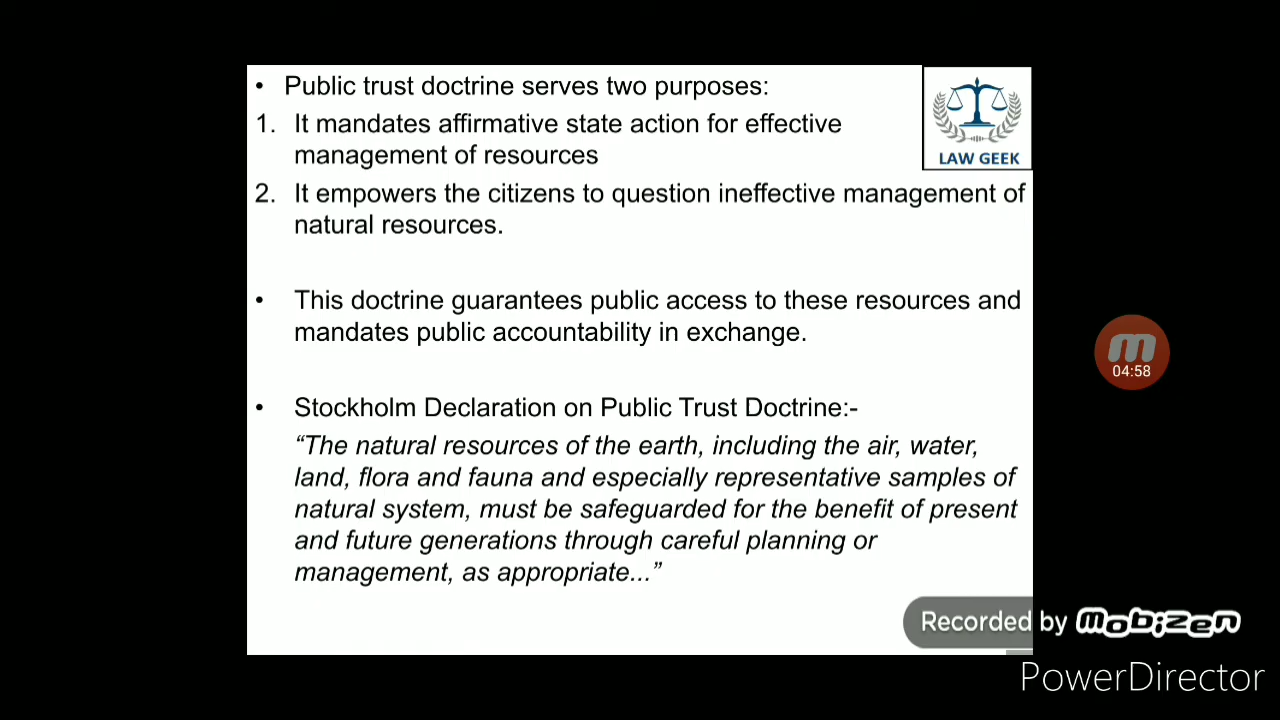 • Public trust doctrine serves two purposes:
1. It mandates affirmative state action for effective
management of resources
2. It empowers the citizens to question ineffective management of
natural resources.
• This doctrine guarantees public access to these resources and
mandates public accountability in exchange.
• Stockholm Declaration on Public Trust Doctrine:-
“The natural resources of the earth, including the air, water,
land, flora and fauna and especially representative samples of
natural system, must be safeguarded for the benefit of present
and future generations through careful planning or
management, as appropriate...”
LAW GEEK
04:58
Recorded by mobizen
PowerDirector